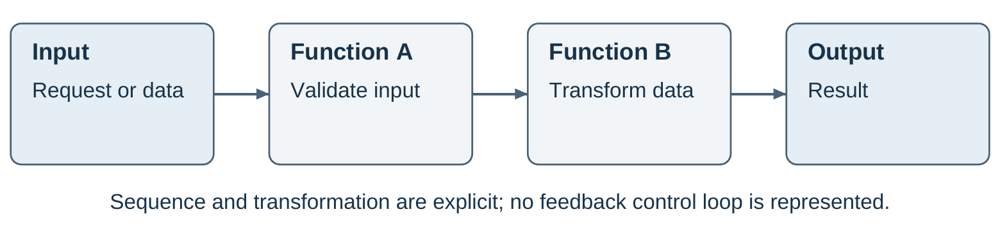 Input
Request or data
Function A
Validate input
Function B
Transform data
Output
Result
Sequence and transformation are explicit; no feedback control loop is represented.